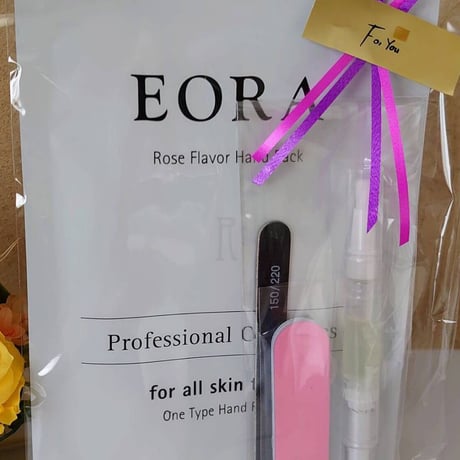 For You
EORA
Rose Flavor Hand Pack
150/220
Professional
for all skin
One Type Hand